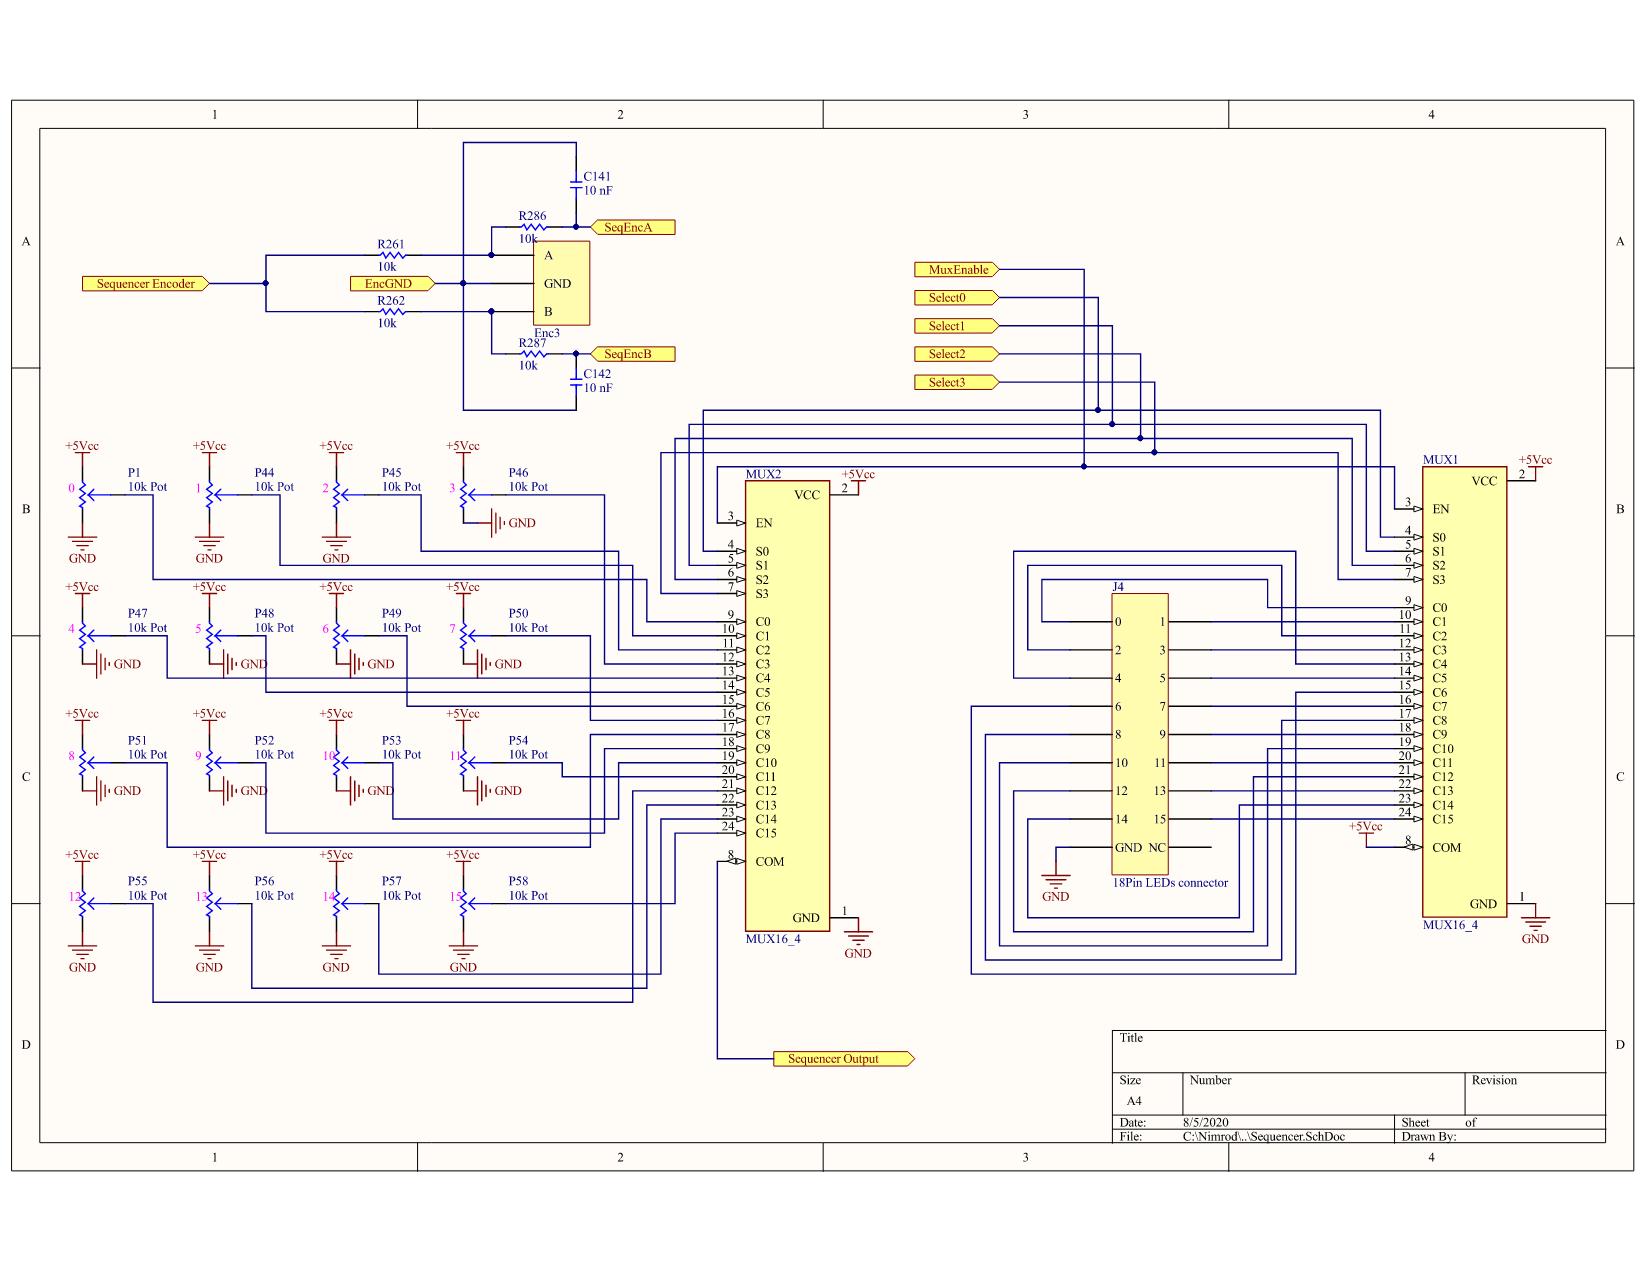 1 2 3 4
A A
C141
10 nF
R286
10k
SeqEncA
R261
10k
A
Sequencer Encoder
EncGND
GND
R262
10k
B
Enc3
R287
10k
SeqEncB
C142
10 nF
MuxEnable
Select0
Select1
Select2
Select3
B B
+5Vcc +5Vcc +5Vcc +5Vcc
P1 P44 P45 P46
0 10k Pot 1 10k Pot 2 10k Pot 3 10k Pot
GND
GND GND GND
+5Vcc +5Vcc +5Vcc +5Vcc
P47 P48 P49 P50
4 10k Pot 5 10k Pot 6 10k Pot 7 10k Pot
GND GND GND GND
+5Vcc +5Vcc +5Vcc +5Vcc
P51 P52 P53 P54
8 10k Pot 9 10k Pot 10 10k Pot 11 10k Pot
GND GND GND GND
+5Vcc +5Vcc +5Vcc +5Vcc
P55 P56 P57 P58
12 10k Pot 13 10k Pot 14 10k Pot 15 10k Pot
GND GND GND GND
MUX2
+5Vcc
VCC 2
3 EN
4 S0
5 S1
6 S2
7 S3
9 C0
10 C1
11 C2
12 C3
13 C4
14 C5
15 C6
16 C7
17 C8
18 C9
19 C10
20 C11
21 C12
22 C13
23 C14
24 C15
8 COM
GND 1
MUX16_4
GND
Sequencer Output
J4
0 1
2 3
4 5
6 7
8 9
10 11
12 13
14 15
GND NC
18Pin LEDs connector
GND
MUX1
+5Vcc
VCC 2
3 EN
4 S0
5 S1
6 S2
7 S3
9 C0
10 C1
11 C2
12 C3
13 C4
14 C5
15 C6
16 C7
17 C8
18 C9
19 C10
20 C11
21 C12
22 C13
23 C14
24 C15
+5Vcc
8 COM
GND 1
MUX16_4
GND
C C
D D
Title
Size Number Revision
A4
Date: 8/5/2020 Sheet of
File: C:\Nimrod\..\Sequencer.SchDoc Drawn By:
1 2 3 4